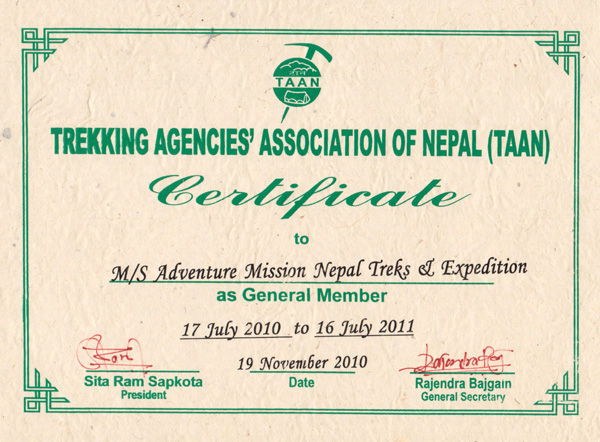 TAAN
TREKKING AGENCIES' ASSOCIATION OF NEPAL (TAAN)
Certificate
to
M/S Adventure Mission Nepal Treks & Expedition
as General Member
17 July 2010 to 16 July 2011
19 November 2010
Date
Sita Ram Sapkota
President
Rajendra Bajgain
General Secretary